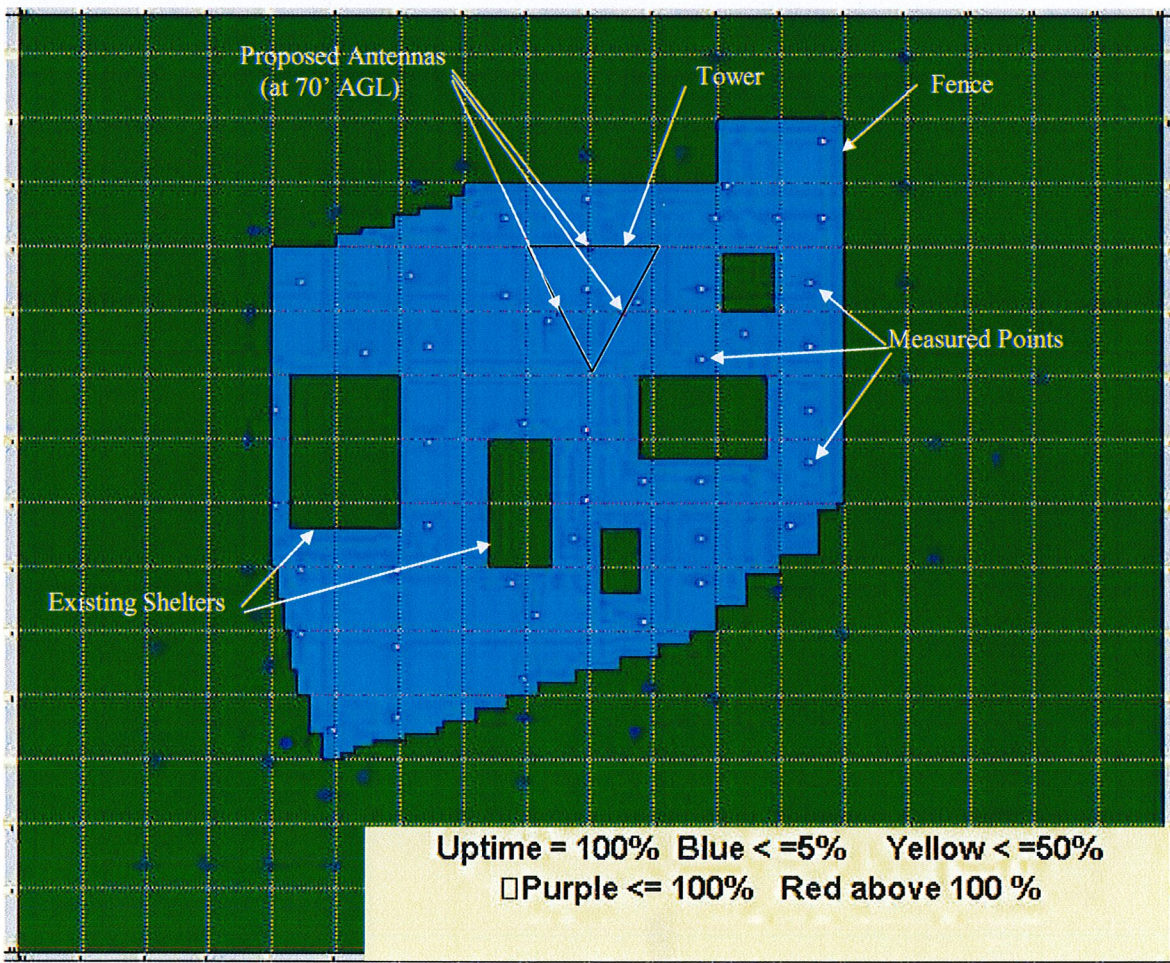 Proposed Antennas
(at 70' AGL)
Tower
Fence
Measured Points
Existing Shelters
Uptime = 100% Blue < =5% Yellow < =50%
□Purple <= 100% Red above 100 %